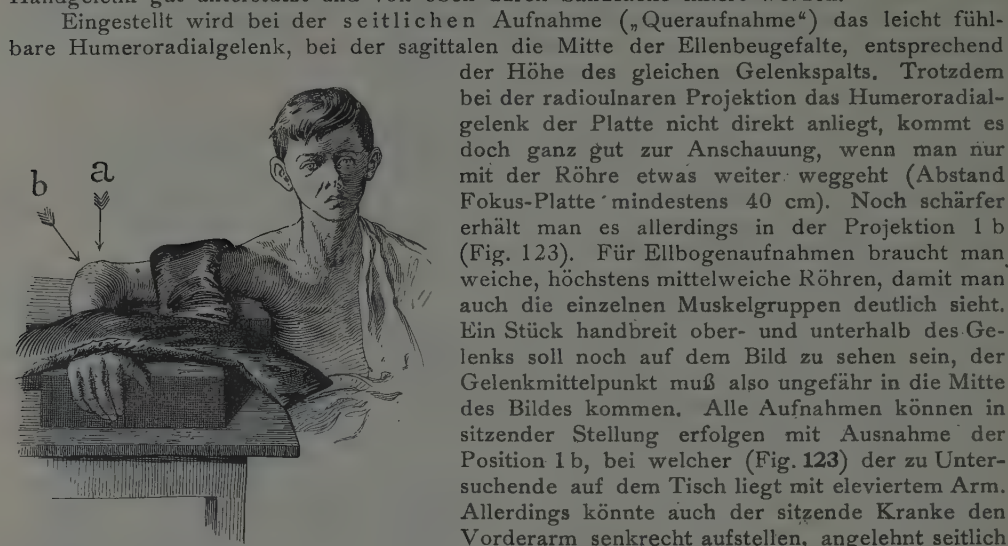 Eingestellt wird bei der seitlichen Aufnahme („Queraufnahme“) das leicht fühl-
bare Humeroradialgelenk, bei der sagittalen die Mitte der Ellenbeugefalte, entsprechend
der Höhe des gleichen Gelenkspalts. Trotzdem
bei der radioulnaren Projektion das Humeroradial-
gelenk der Platte nicht direkt anliegt, kommt es
doch ganz gut zur Anschauung, wenn man nur
mit der Röhre etwas weiter weggeht (Abstand
Fokus-Platte mindestens 40 cm). Noch schärfer
erhält man es allerdings in der Projektion 1 b
(Fig. 123). Für Ellbogenaufnahmen braucht man
weiche, höchstens mittelweiche Röhren, damit man
auch die einzelnen Muskelgruppen deutlich sieht.
Ein Stück handbreit ober- und unterhalb des Ge-
lenks soll noch auf dem Bild zu sehen sein, der
Gelenkmittelpunkt muß also ungefähr in die Mitte
des Bildes kommen. Alle Aufnahmen können in
sitzender Stellung erfolgen mit Ausnahme der
Position 1 b, bei welcher (Fig. 123) der zu Unter-
suchende auf dem Tisch liegt mit eleviertem Arm.
Allerdings könnte auch der sitzende Kranke den
Vorderarm senkrecht aufstellen, angelehnt seitlich
b a